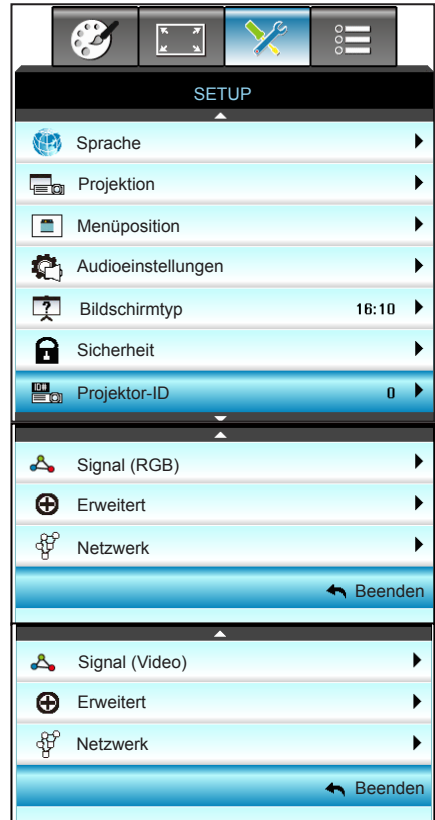 SETUP
Sprache
Projektion
Menüposition
Audioeinstellungen
Bildschirmtyp 16:10
Sicherheit
Projektor-ID 0
Signal (RGB)
Erweitert
Netzwerk
Beenden
Signal (Video)
Erweitert
Netzwerk
Beenden